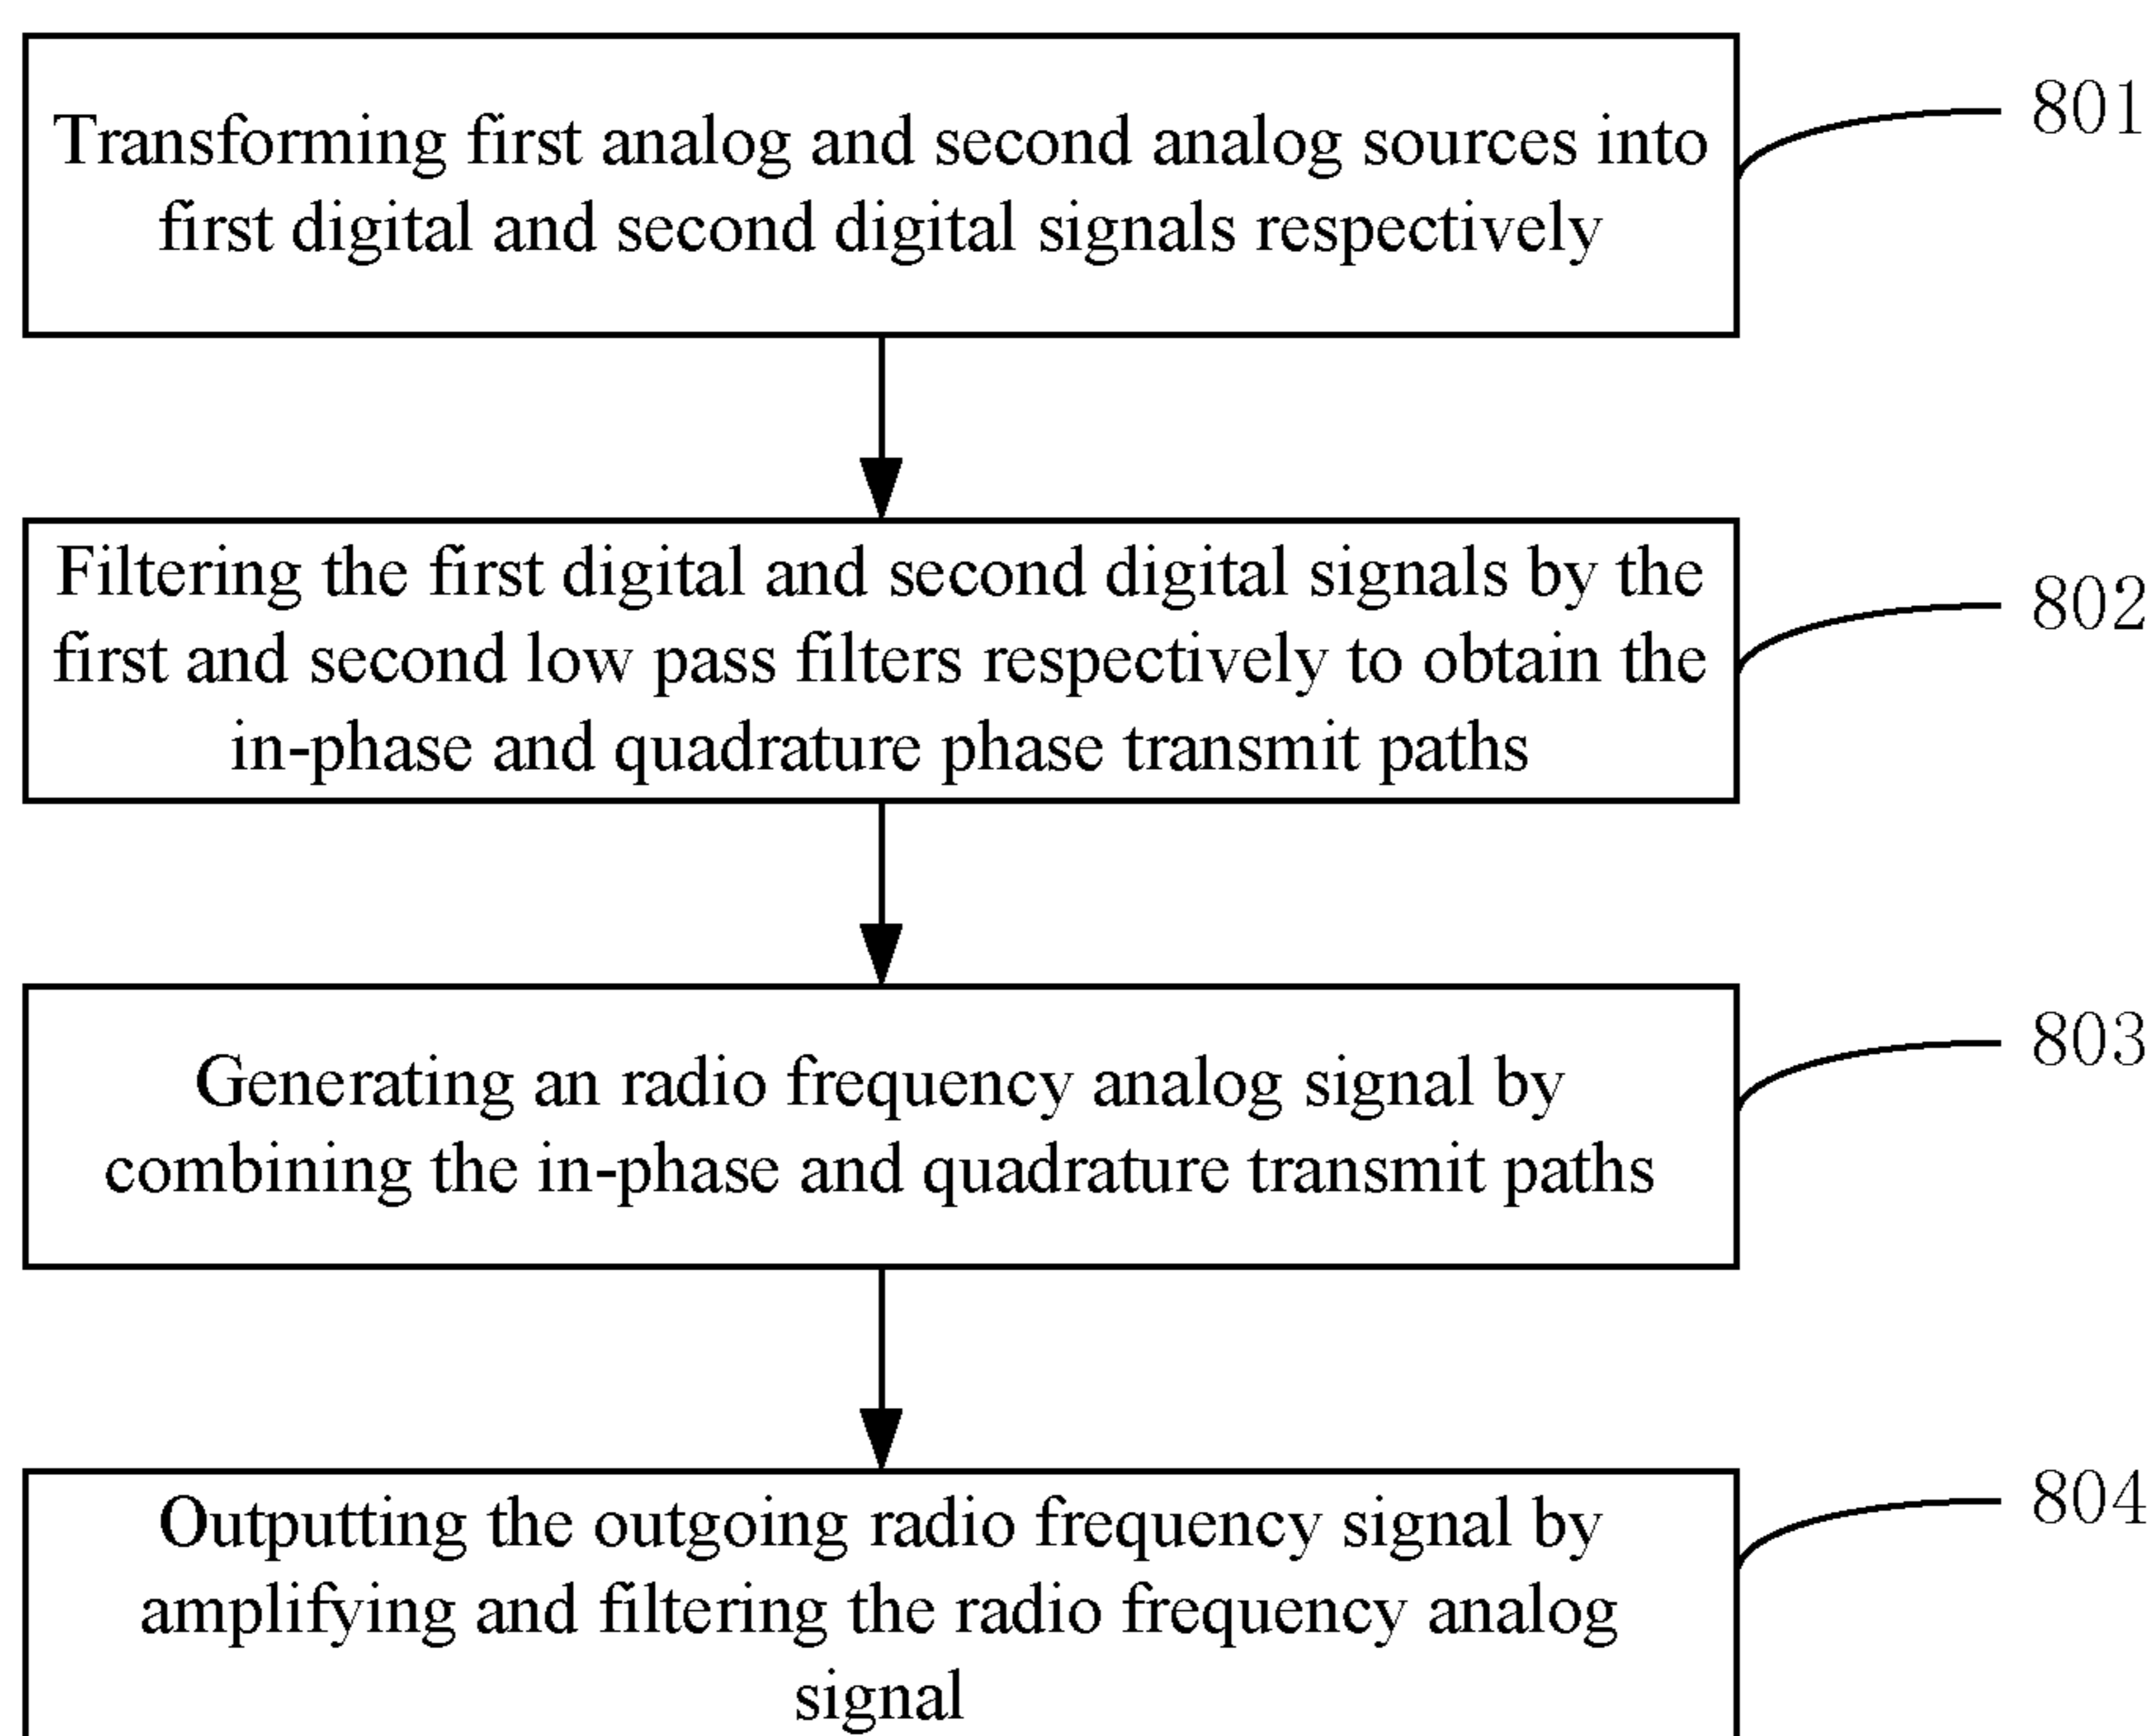 Transforming first analog and second analog sources into
first digital and second digital signals respectively
801
Filtering the first digital and second digital signals by the
first and second low pass filters respectively to obtain the
in-phase and quadrature phase transmit paths
802
Generating an radio frequency analog signal by
combining the in-phase and quadrature transmit paths
803
Outputting the outgoing radio frequency signal by
amplifying and filtering the radio frequency analog
signal
804